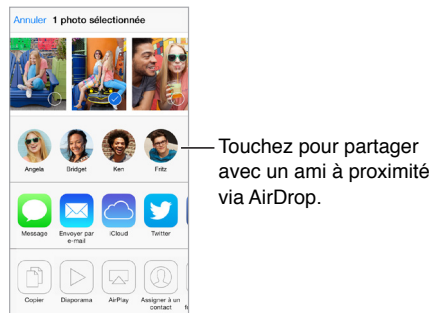 Annuler 1 photo sélectionnée
Angela Bridget Ken Fritz
Touchez pour partager
avec un ami à proximité
via AirDrop.
Message Envoyer par e-mail iCloud Twitter
Copier Diaporama AirPlay Assigner à un contact